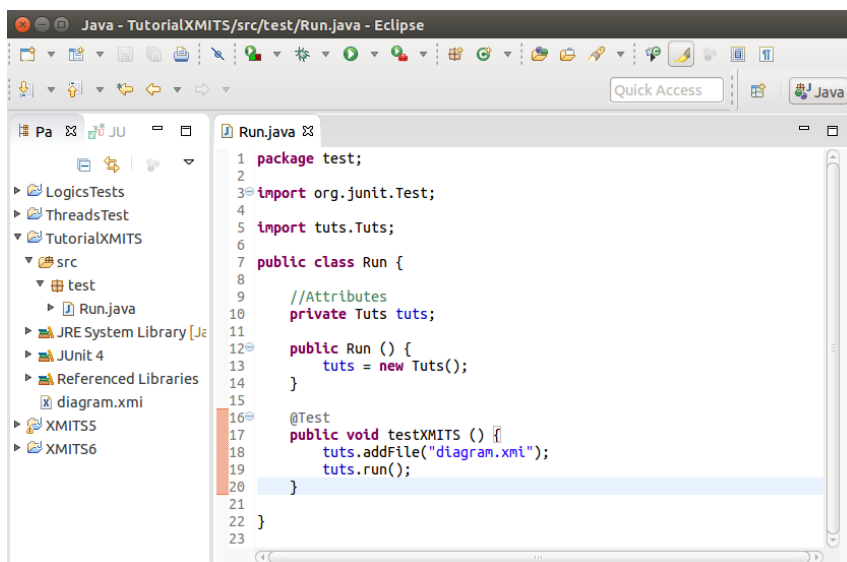 Java - TutorialXMITS/src/test/Run.java - Eclipse
Quick Access
Java
Pa
JU
Run.java
LogicsTests
ThreadsTest
TutorialXMITS
src
test
Run.java
JRE System Library [Ja
JUnit 4
Referenced Libraries
diagram.xmi
XMITS5
XMITS6
1 package test;
2
3 import org.junit.Test;
4
5 import tuts.Tuts;
6
7 public class Run {
8
9 //Attributes
10 private Tuts tuts;
11
12 public Run () {
13 tuts = new Tuts();
14 }
15
16 @Test
17 public void testXMITS () {
18 tuts.addFile("diagram.xmi");
19 tuts.run();
20 }
21
22 }
23